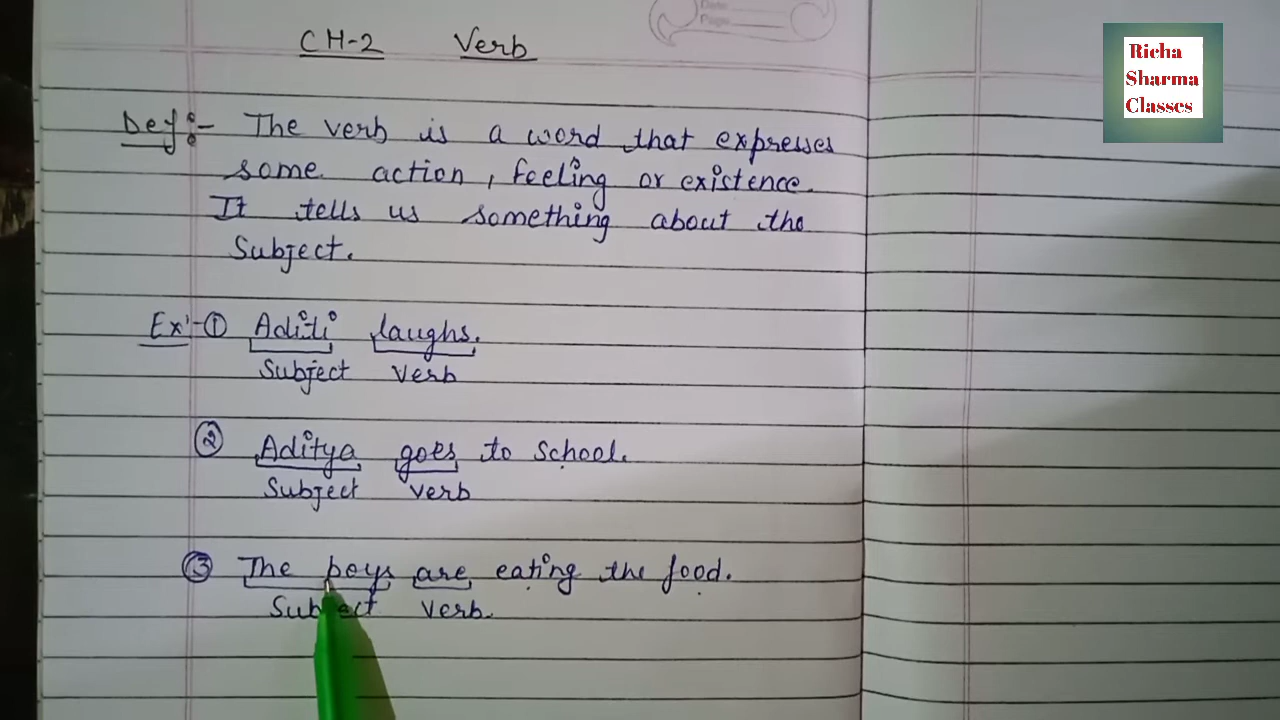 CH-2 Verb
Def:- The verb is a word that expresses
some action, feeling or existence.
It tells us something about the
Subject.
Ex:-① Aditi laughs.
Subject Verb
② Aditya goes to school.
Subject verb
③ The boys are eating the food.
Subject Verb.
Richa
Sharma
Classes
Date
Page